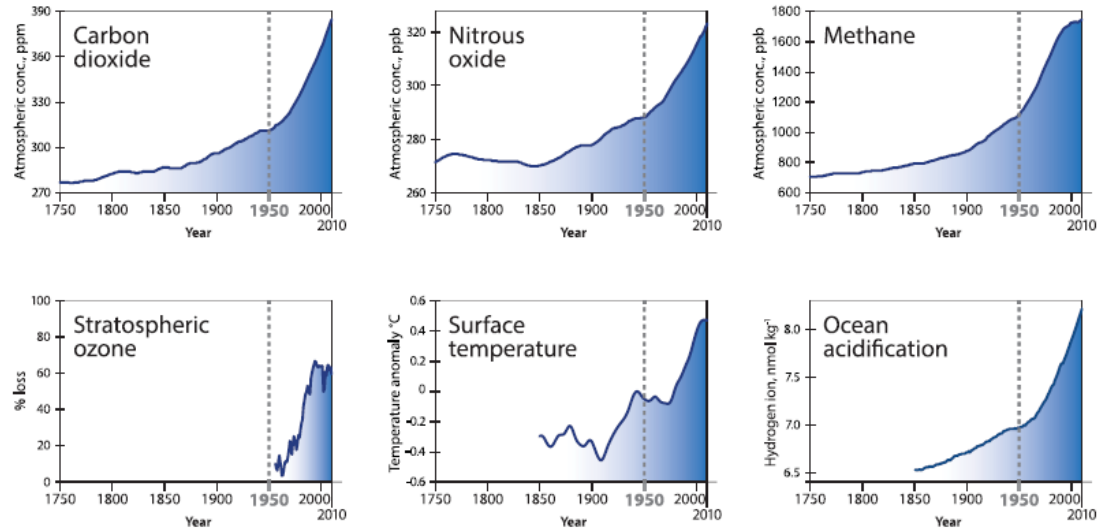 Carbon
dioxide
Atmospheric conc., ppm
390
360
330
300
270
1750 1800 1850 1900 1950 2000
2010
Year
Nitrous
oxide
Atmospheric conc., ppb
320
300
280
260
1750 1800 1850 1900 1950 2000
2010
Year
Methane
Atmospheric conc., ppb
1800
1600
1400
1200
1000
800
600
1750 1800 1850 1900 1950 2000
2010
Year
Stratospheric
ozone
% loss
100
80
60
40
20
0
1750 1800 1850 1900 1950 2000
2010
Year
Surface
temperature
Temperature anomaly °C
0.6
0.4
0.2
0
-0.2
-0.4
-0.6
1750 1800 1850 1900 1950 2000
2010
Year
Ocean
acidification
Hydrogen ion, nmol kg⁻¹
8.0
7.5
7.0
6.5
1750 1800 1850 1900 1950 2000
2010
Year